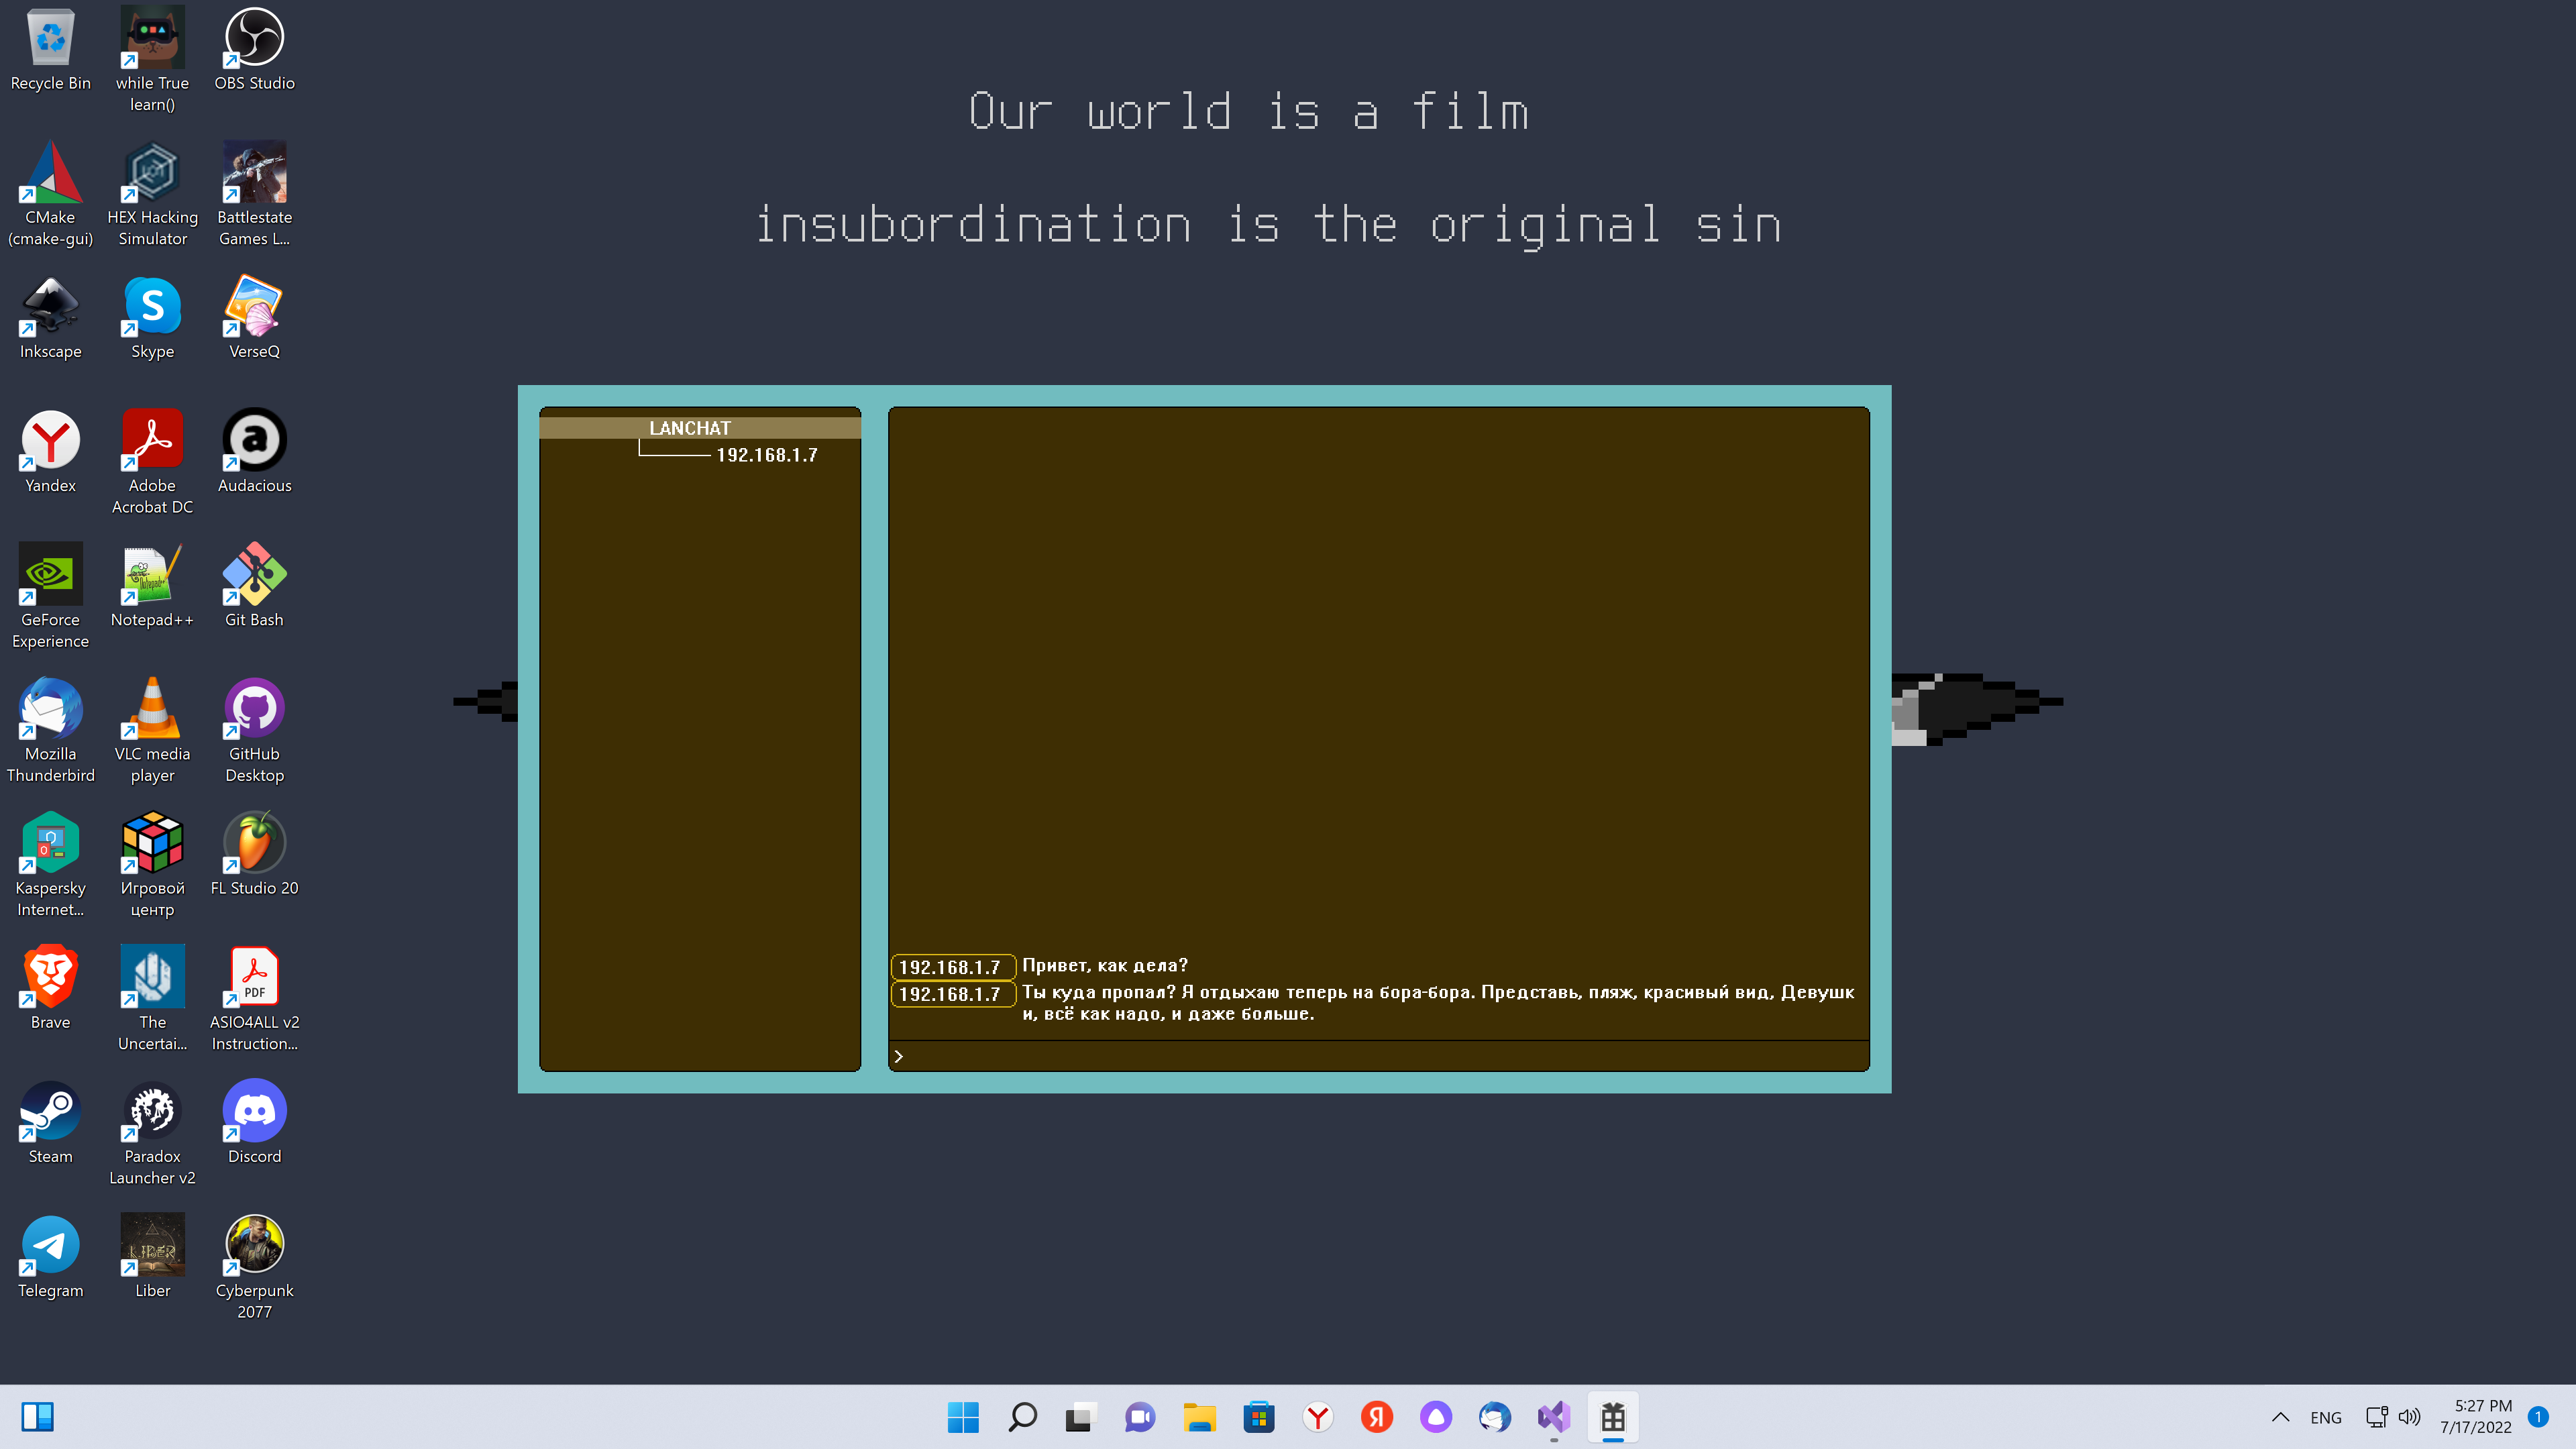 Our world is a film
insubordination is the original sin
Recycle Bin
while True
learn()
OBS Studio
CMake
(cmake-gui)
HEX Hacking
Simulator
Battlestate
Games L...
Inkscape
Skype
VerseQ
Yandex
Adobe
Acrobat DC
Audacious
GeForce
Experience
Notepad++
Git Bash
Mozilla
Thunderbird
VLC media
player
GitHub
Desktop
Kaspersky
Internet...
Игровой
центр
FL Studio 20
Brave
The
Uncertai...
PDF
ASIO4ALL v2
Instruction...
Steam
Paradox
Launcher v2
Discord
Telegram
LIBER
Liber
Cyberpunk
2077
LANCHAT
192.168.1.7
192.168.1.7 Привет, как дела?
192.168.1.7 Ты куда пропал? Я отдыхаю теперь на бора-бора. Представь, пляж, красивый вид, Девушк
и, всё как надо, и даже больше.
>
ENG
5:27 PM
7/17/2022
1